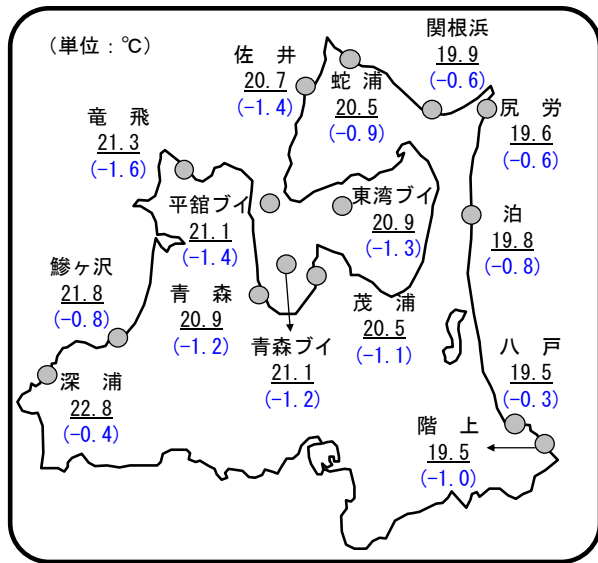 （単位：℃）
関根浜
19.9
(-0.6)
佐井
20.7
(-1.4)
蛇浦
20.5
(-0.9)
尻労
19.6
(-0.6)
竜飛
21.3
(-1.6)
平舘ブイ
21.1
(-1.4)
東湾ブイ
20.9
(-1.3)
泊
19.8
(-0.8)
鰺ヶ沢
21.8
(-0.8)
青森
20.9
(-1.2)
青森ブイ
21.1
(-1.2)
茂浦
20.5
(-1.1)
八戸
19.5
(-0.3)
深浦
22.8
(-0.4)
階上
19.5
(-1.0)